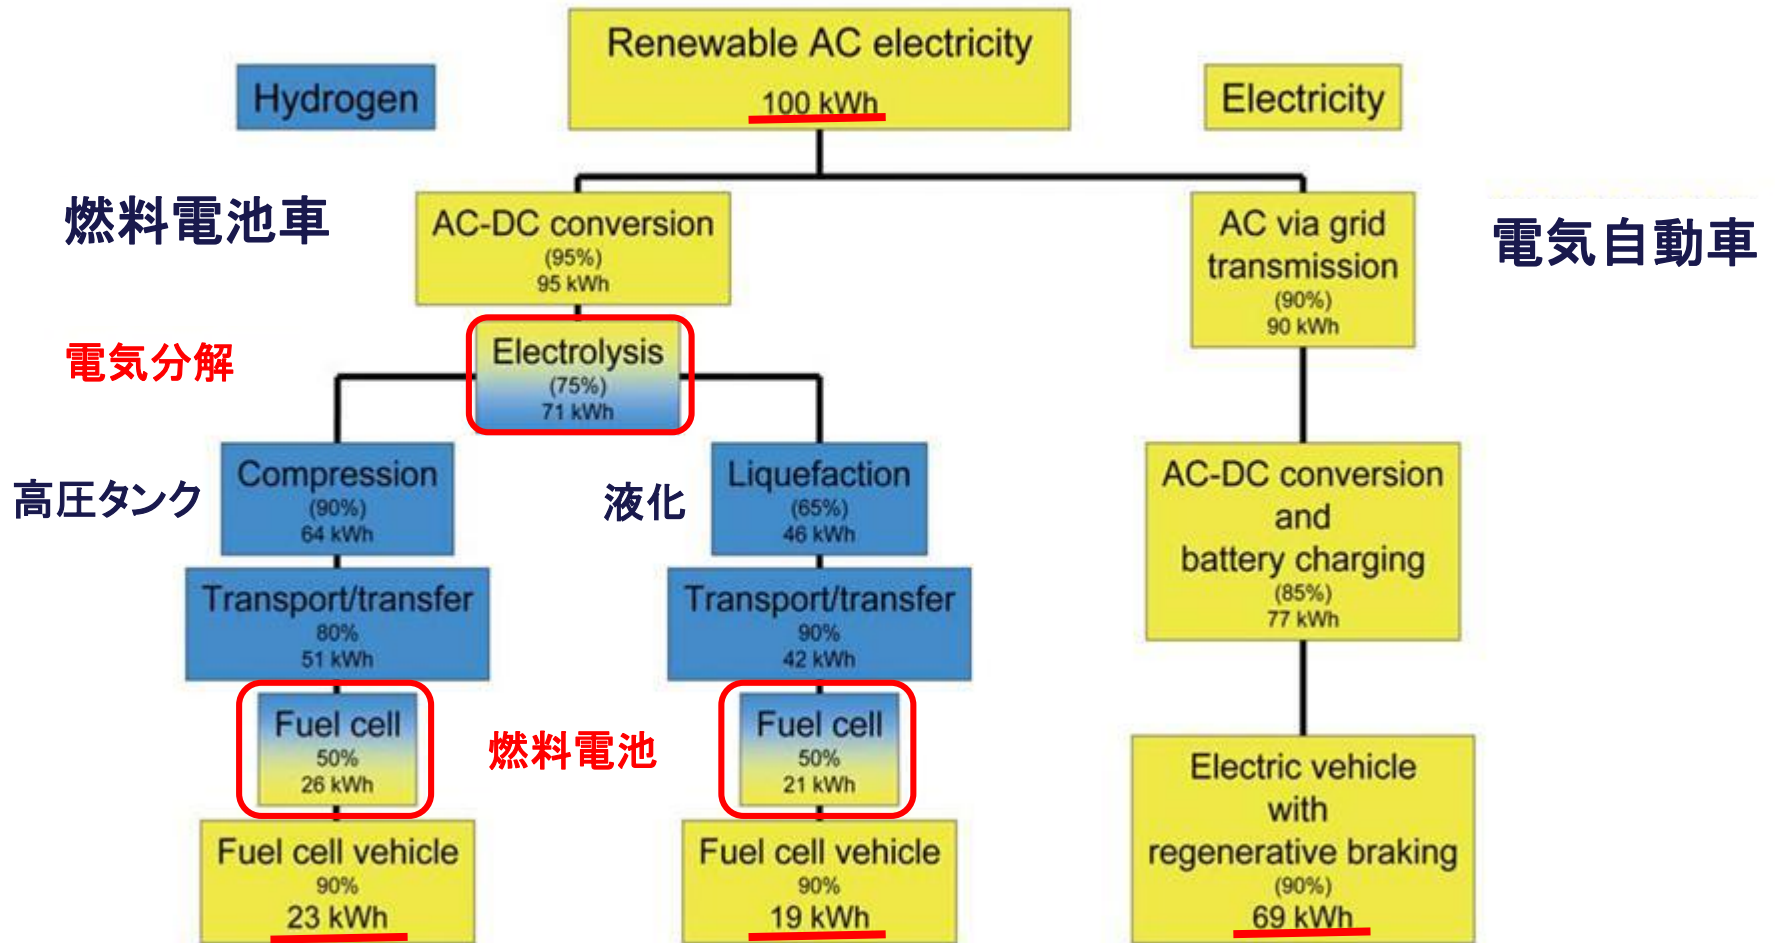 Renewable AC electricity
100 kWh
Hydrogen
Electricity
燃料電池車
AC-DC conversion
(95%)
95 kWh
AC via grid
transmission
(90%)
90 kWh
電気自動車
電気分解
Electrolysis
(75%)
71 kWh
高圧タンク
Compression
(90%)
64 kWh
液化
Liquefaction
(65%)
46 kWh
AC-DC conversion
and
battery charging
(85%)
77 kWh
Transport/transfer
80%
51 kWh
Transport/transfer
90%
42 kWh
Fuel cell
50%
26 kWh
燃料電池
Fuel cell
50%
21 kWh
Electric vehicle
with
regenerative braking
(90%)
69 kWh
Fuel cell vehicle
90%
23 kWh
Fuel cell vehicle
90%
19 kWh